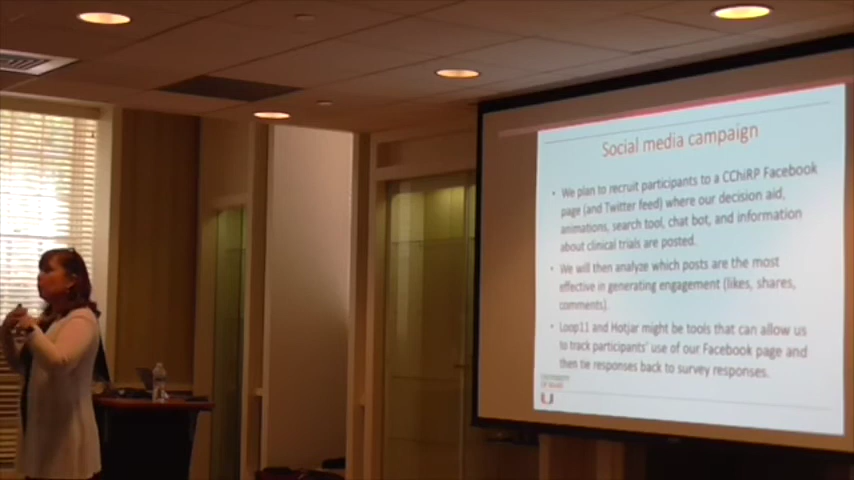 Social media campaign
• We plan to recruit participants to a CChiRP Facebook
page (and Twitter feed) where our decision aid,
animations, search tool, chat bot, and information
about clinical trials are posted.
• We will then analyze which posts are the most
effective in generating engagement (likes, shares,
comments).
• Loop11 and Hotjar might be tools that can allow us
to track participants' use of our Facebook page and
then tie responses back to survey responses.
UNIVERSITY
OF MIAMI
U